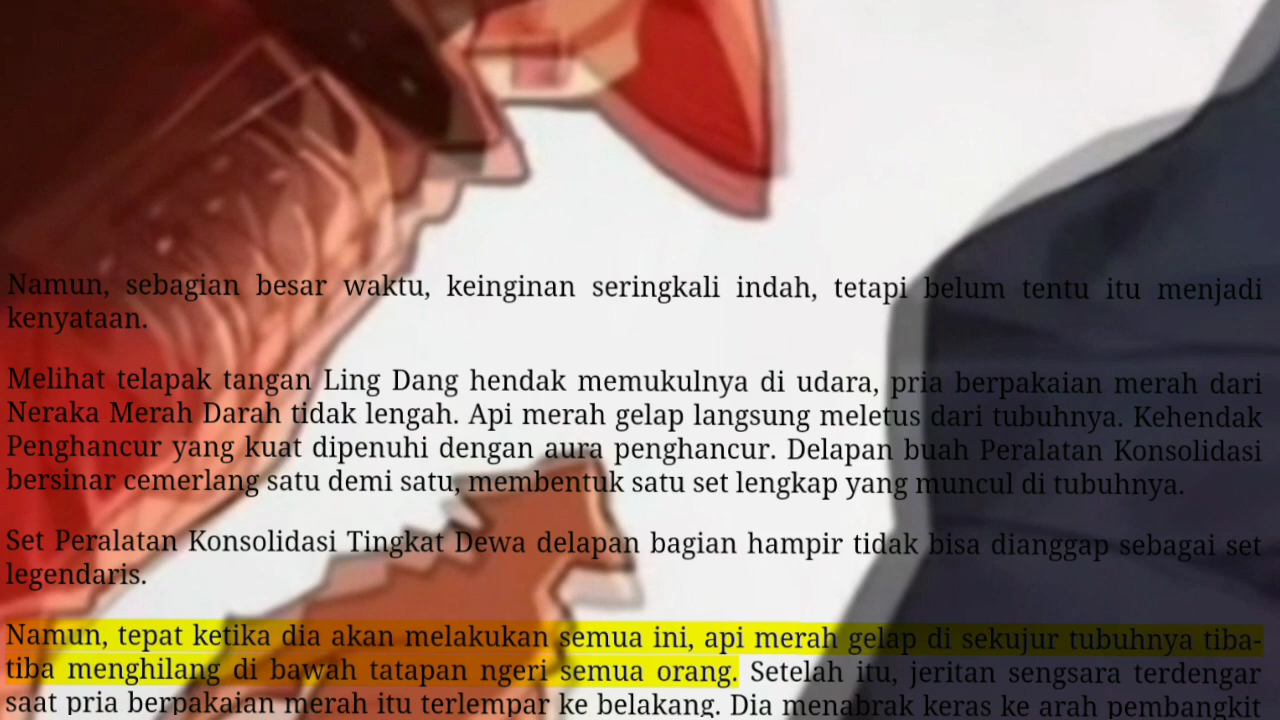 Namun, sebagian besar waktu, keinginan seringkali indah, tetapi belum tentu itu menjadi
kenyataan.
Melihat telapak tangan Ling Dang hendak memukulnya di udara, pria berpakaian merah dari
Neraka Merah Darah tidak lengah. Api merah gelap langsung meletus dari tubuhnya. Kehendak
Penghancur yang kuat dipenuhi dengan aura penghancur. Delapan buah Peralatan Konsolidasi
bersinar cemerlang satu demi satu, membentuk satu set lengkap yang muncul di tubuhnya.
Set Peralatan Konsolidasi Tingkat Dewa delapan bagian hampir tidak bisa dianggap sebagai set
legendaris.
Namun, tepat ketika dia akan melakukan semua ini, api merah gelap di sekujur tubuhnya tiba-
tiba menghilang di bawah tatapan ngeri semua orang. Setelah itu, jeritan sengsara terdengar
saat pria berpakaian merah itu terlempar ke belakang. Dia menabrak keras ke arah pembangkit